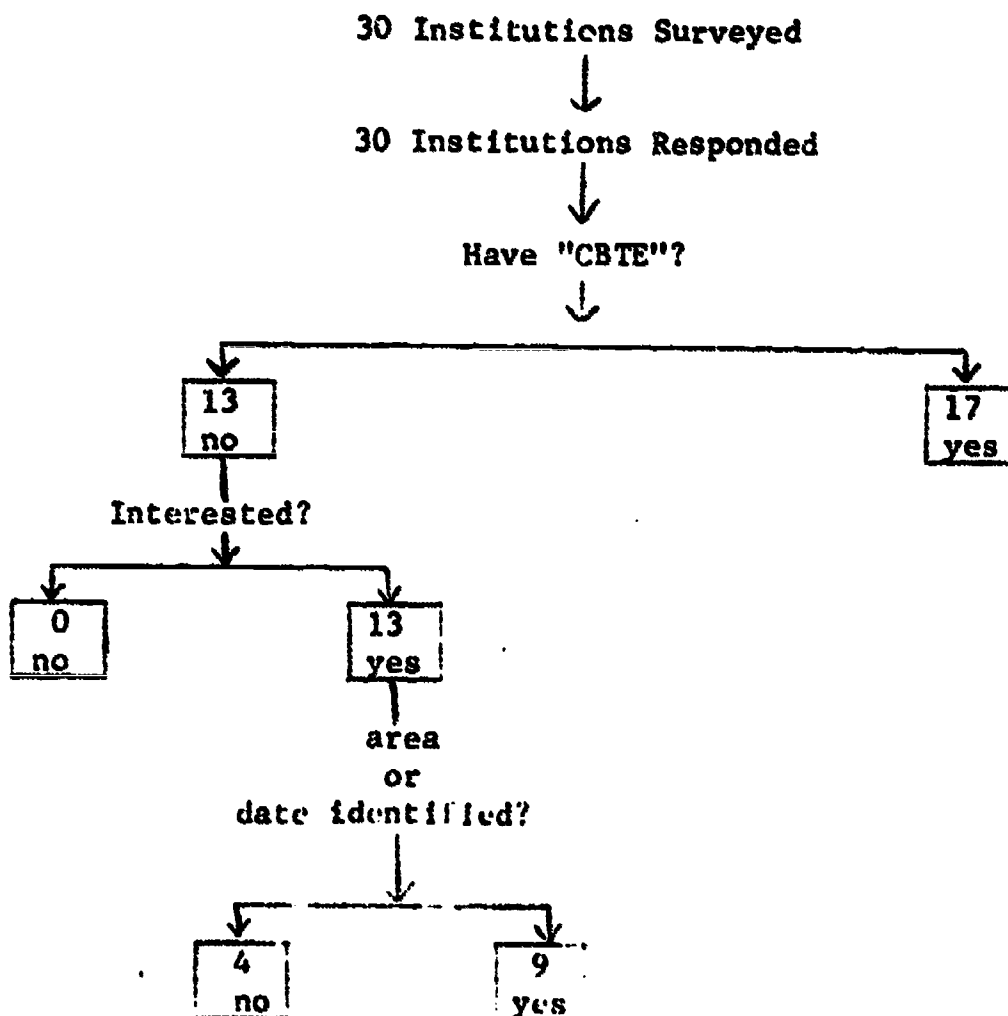 30 Institutions Surveyed
30 Institutions Responded
Have "CBTE"?
13
no
17
yes
Interested?
0
no
13
yes
area
or
date identified?
4
no
9
yes